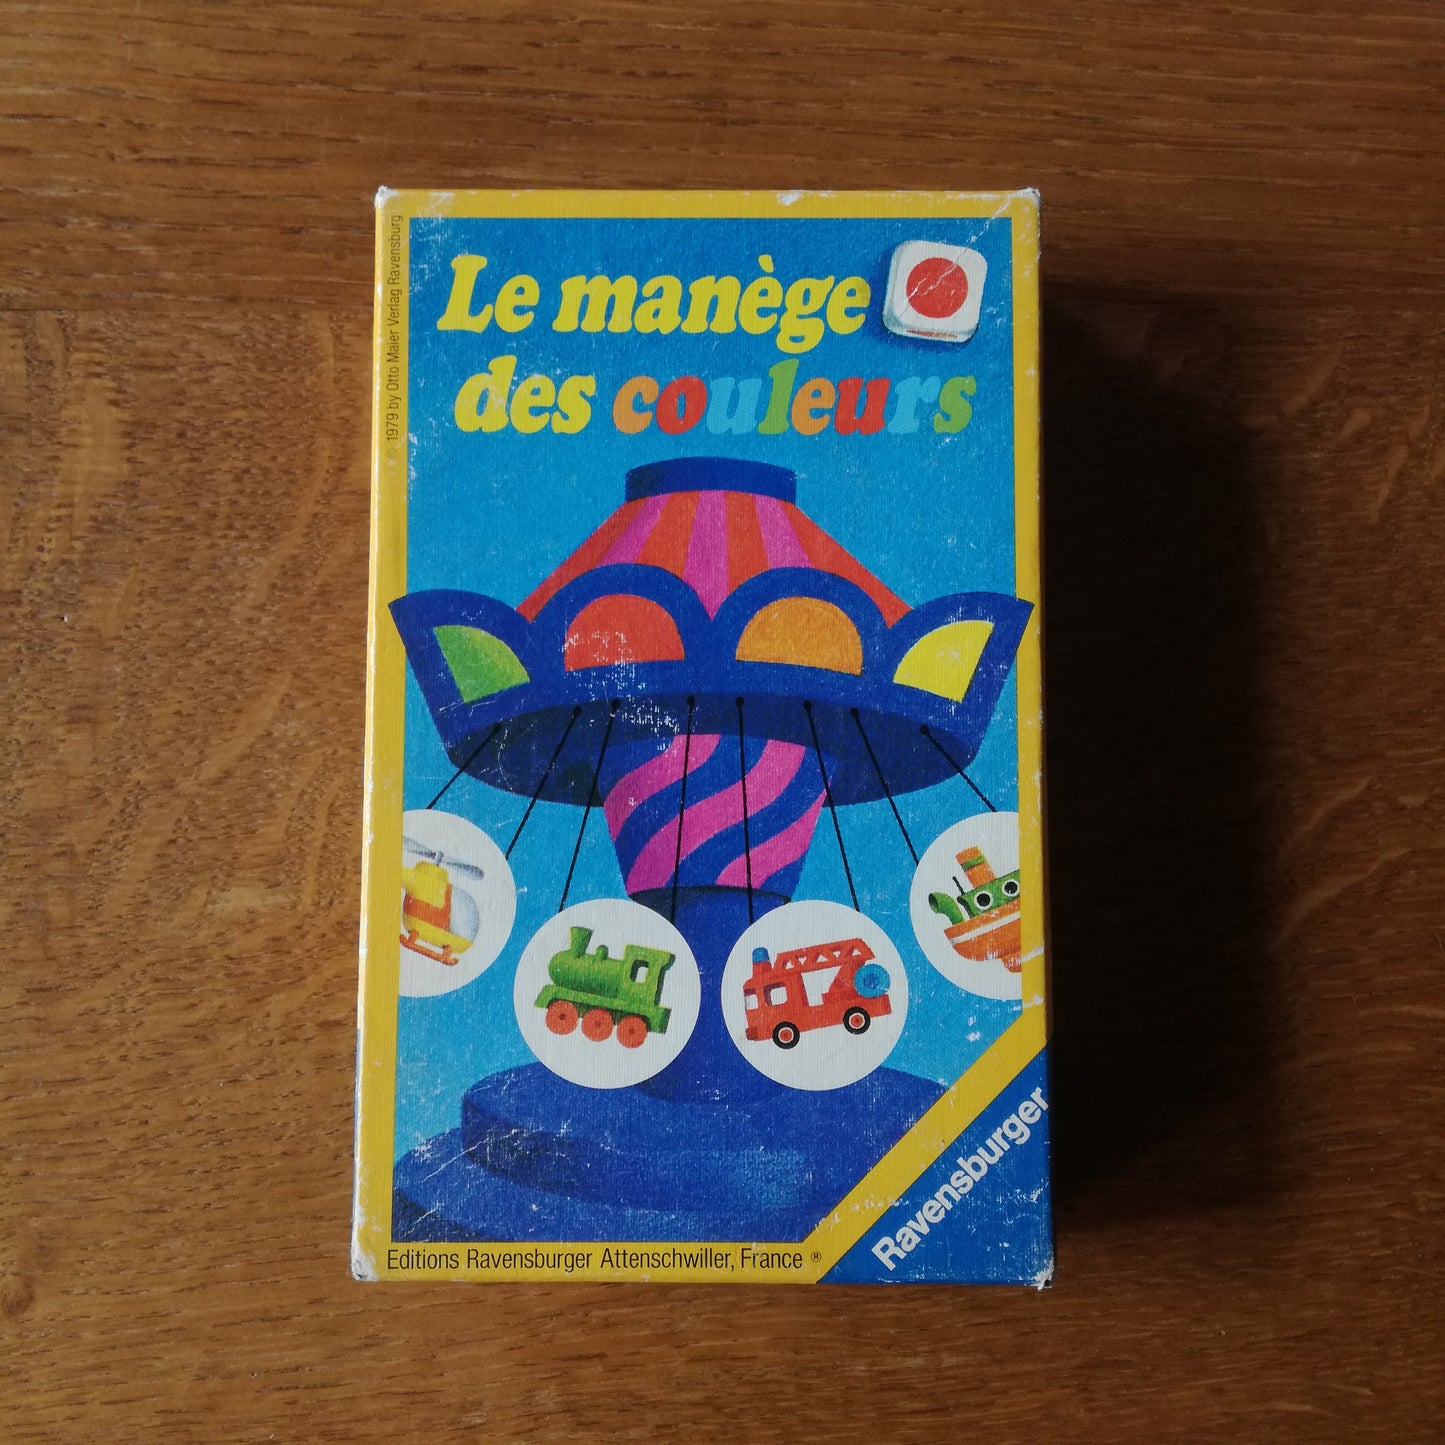 Le manège
des couleurs
© 1979 by Otto Maier Verlag Ravensburg
Ravensburger
Editions Ravensburger Attenschwiller, France ®